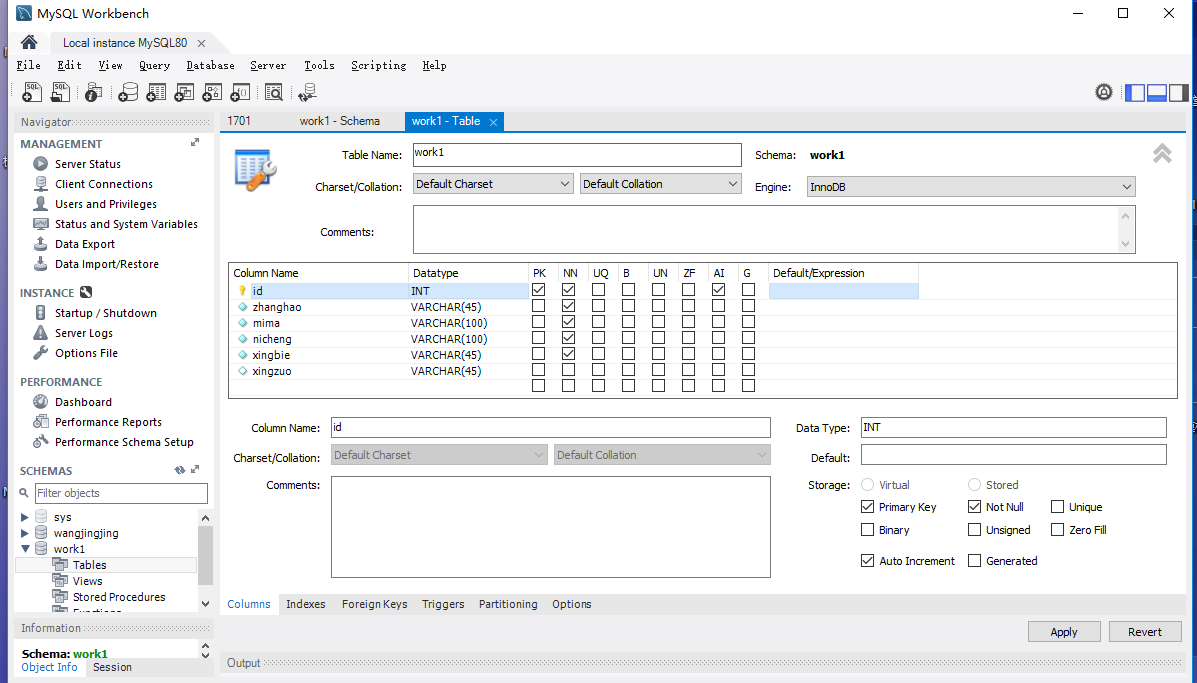 MySQL Workbench
Local instance MySQL80
File Edit View Query Database Server Tools Scripting Help
Navigator
1701 work1 - Schema work1 - Table
MANAGEMENT
Server Status
Client Connections
Users and Privileges
Status and System Variables
Data Export
Data Import/Restore
INSTANCE
Startup / Shutdown
Server Logs
Options File
PERFORMANCE
Dashboard
Performance Reports
Performance Schema Setup
SCHEMAS
Filter objects
sys
wangjingjing
work1
Tables
Views
Stored Procedures
Functions
Information
Schema: work1
Object Info Session
Table Name: work1 Schema: work1
Charset/Collation: Default Charset Default Collation Engine: InnoDB
Comments:
Column Name Datatype PK NN UQ B UN ZF AI G Default/Expression
id INT
zhanghao VARCHAR(45)
mima VARCHAR(100)
nicheng VARCHAR(100)
xingbie VARCHAR(45)
xingzuo VARCHAR(45)
Column Name: id Data Type: INT
Charset/Collation: Default Charset Default Collation Default:
Comments: Storage: Virtual Stored
Primary Key Not Null Unique
Binary Unsigned Zero Fill
Auto Increment Generated
Columns Indexes Foreign Keys Triggers Partitioning Options
Apply Revert
Output